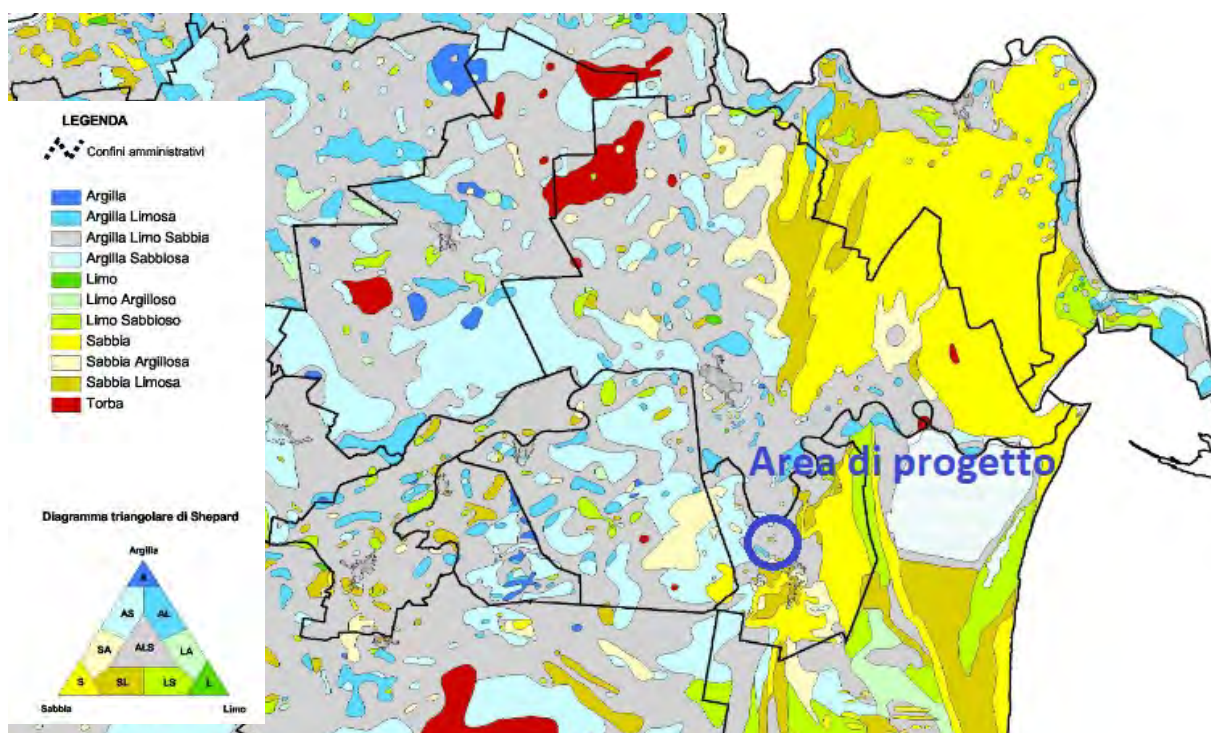 LEGENDA
Confini amministrativi
Argilla
Argilla Limosa
Argilla Limo Sabbia
Argilla Sabbiosa
Limo
Limo Argilloso
Limo Sabbioso
Sabbia
Sabbia Argillosa
Sabbia Limosa
Torba
Area di progetto
Diagramma triangolare di Shepard
Argilla
A
AS AL
SA ALS LA
S SL LS L
Sabbia Limo